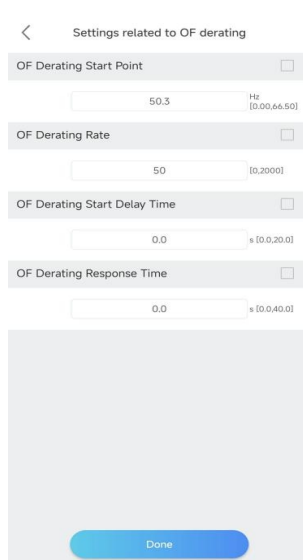 Settings related to OF derating
OF Derating Start Point
50.3
Hz
[0.00,66.50]
OF Derating Rate
50
[0,2000]
OF Derating Start Delay Time
0.0
s [0.0,20.0]
OF Derating Response Time
0.0
s [0.0,40.0]
Done